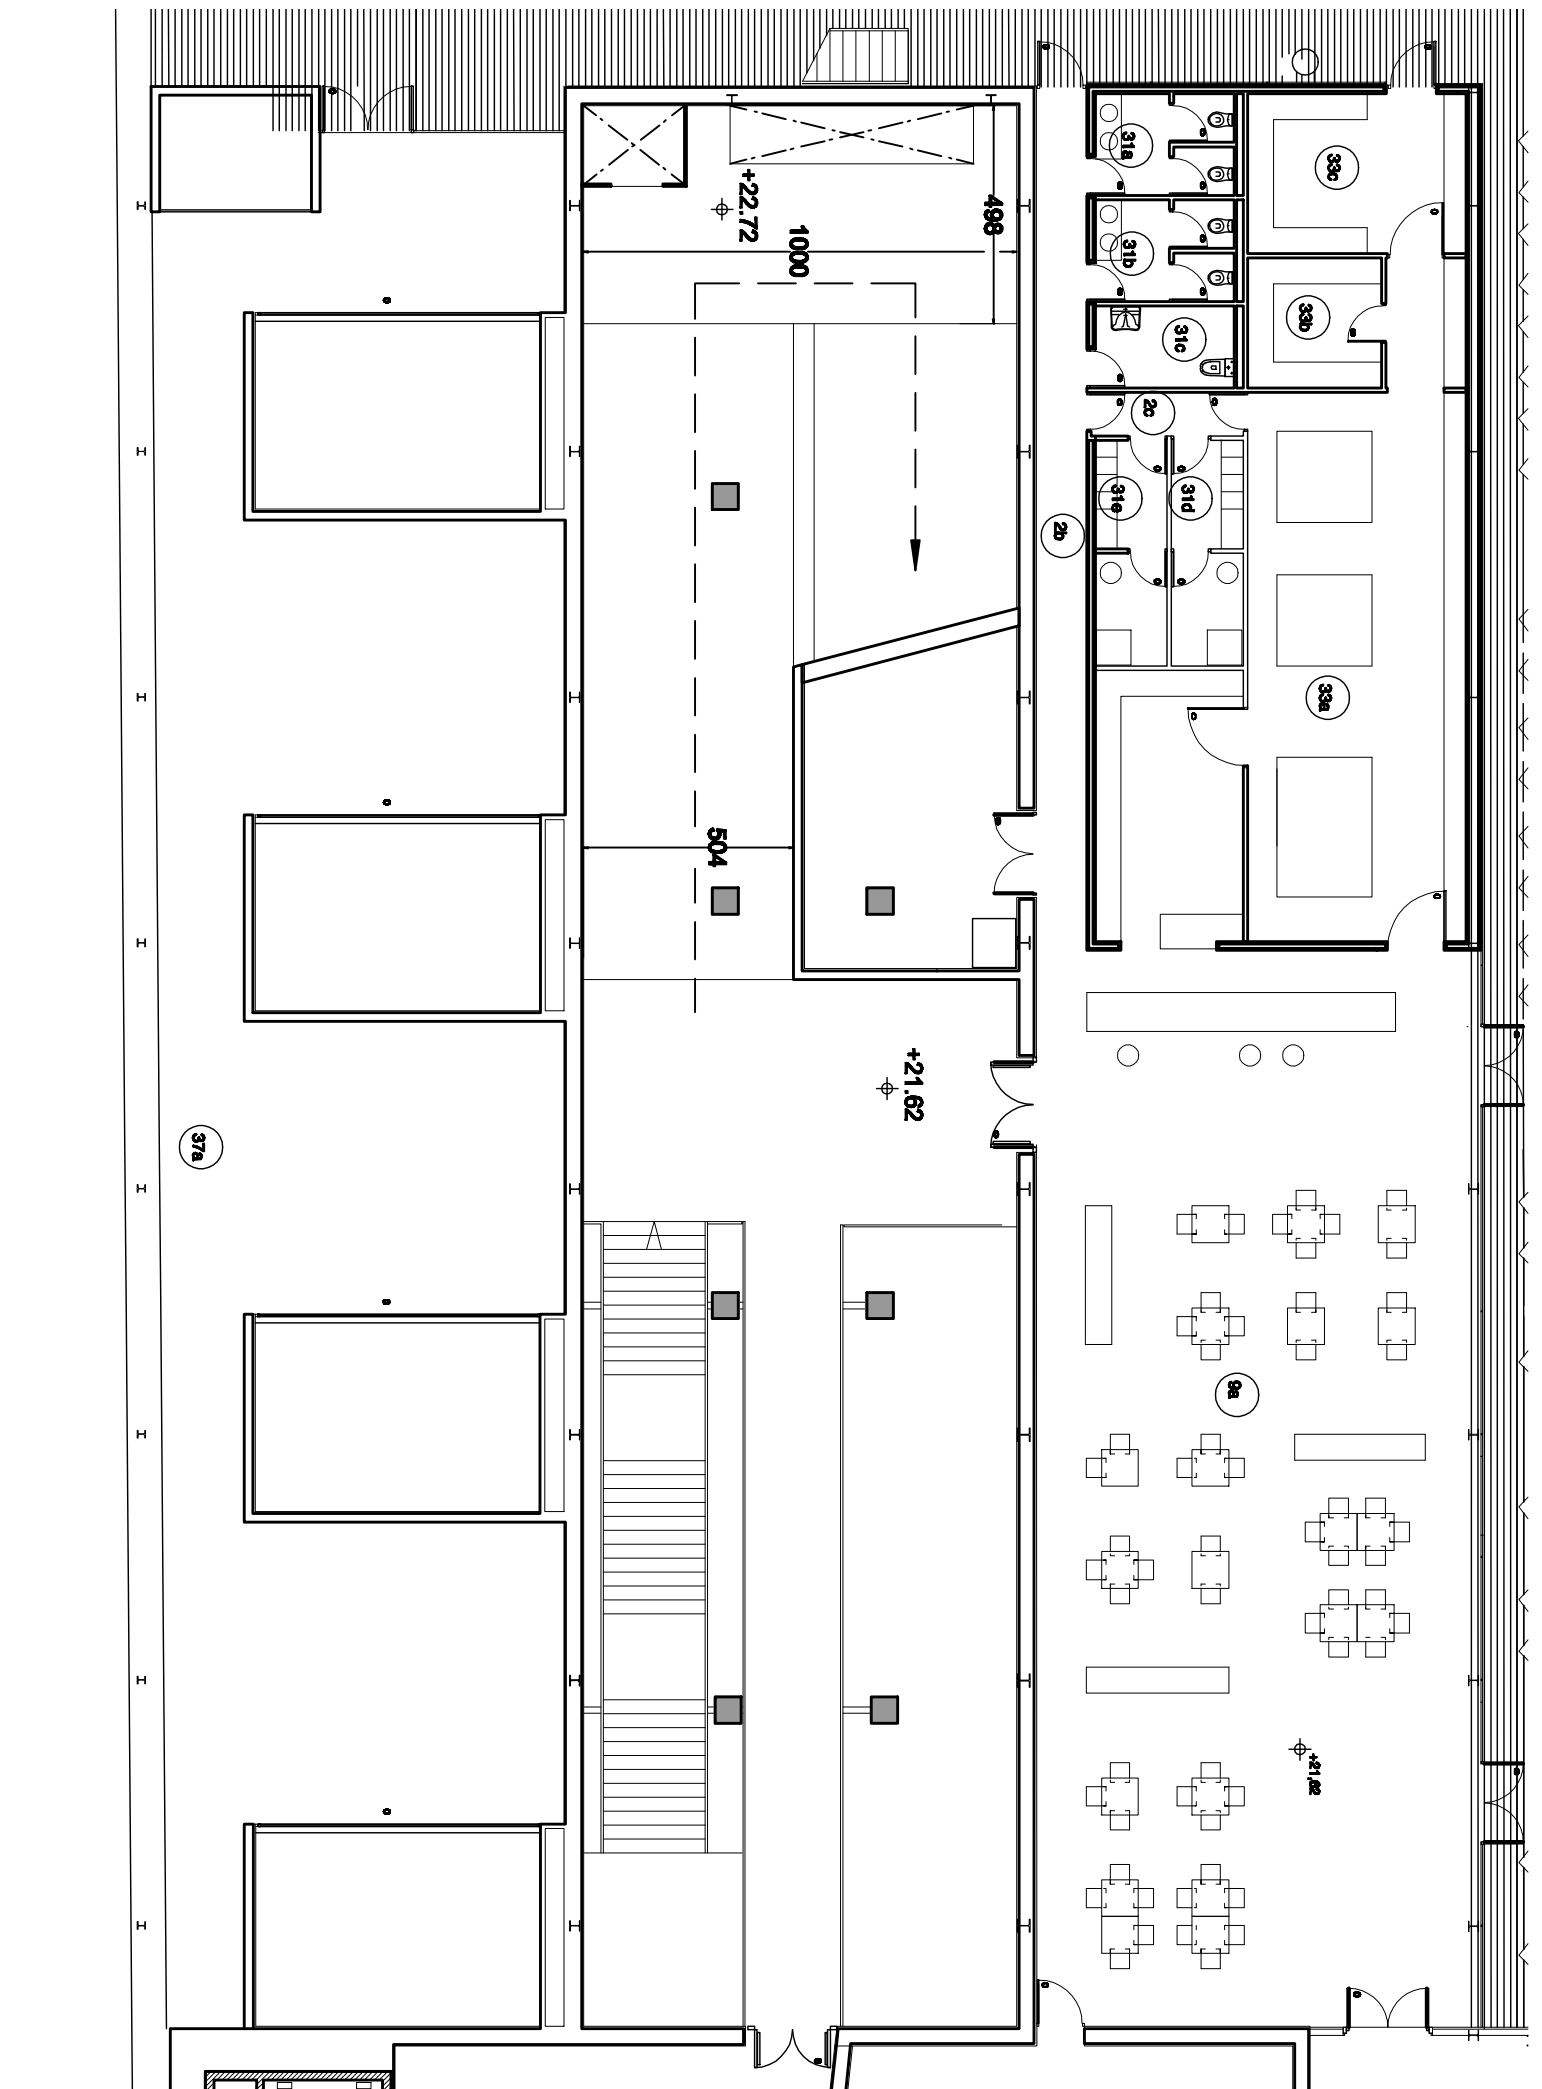 31a
33c
+22.72
498
1000
31b
33b
31c
2c
31e
31d
2b
33a
504
+21.62
37a
9a
+21,62